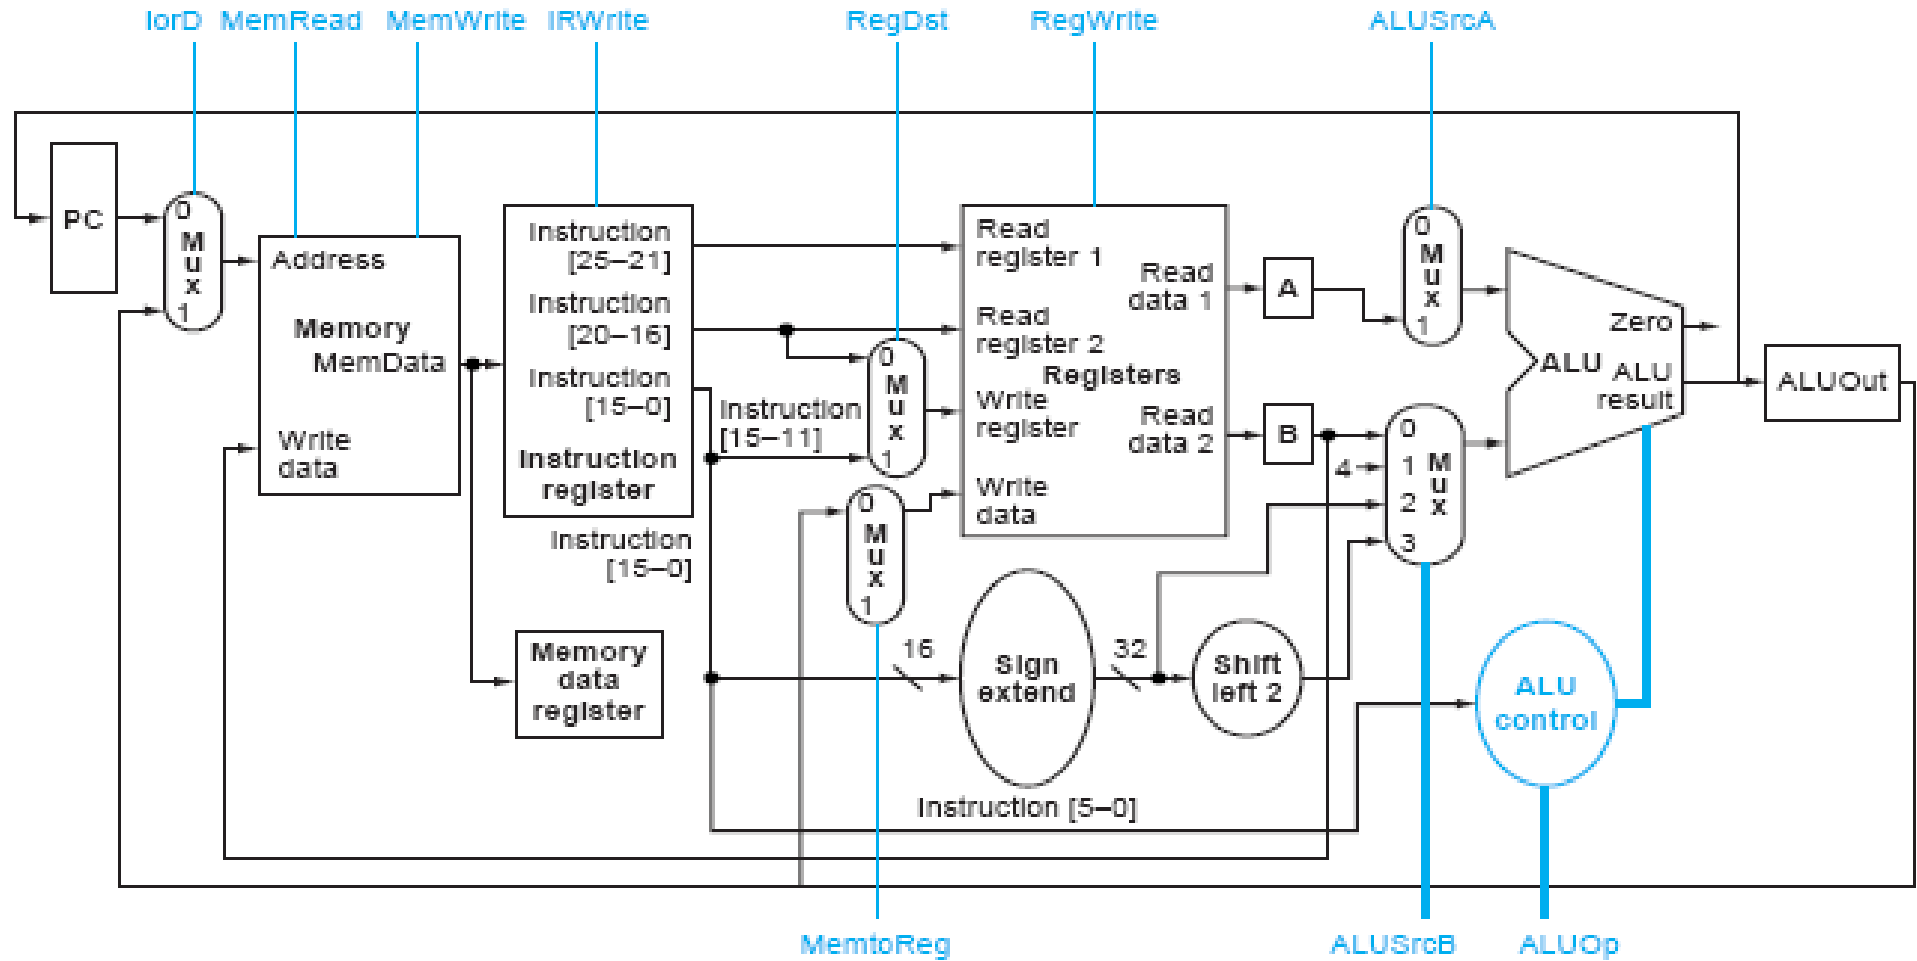 IorD MemRead MemWrite IRWrite RegDst RegWrite ALUSrcA
PC
0
M
u
x
1
Address
Memory
MemData
Write
data
Instruction
[25–21]
Instruction
[20–16]
Instruction
[15–0]
Instruction
register
Instruction
[15–0]
Instruction
[15–11]
Memory
data
register
0
M
u
x
1
0
M
u
x
1
Read
register 1
Read
register 2
Registers
Write
register
Write
data
Read
data 1
Read
data 2
A
B
4
0
M
u
x
1
0
1
2
3
M
u
x
Zero
ALU
ALU
result
ALUOut
16
Sign
extend
32
Shift
left 2
ALU
control
Instruction [5–0]
MemtoReg ALUSrcB ALUOp